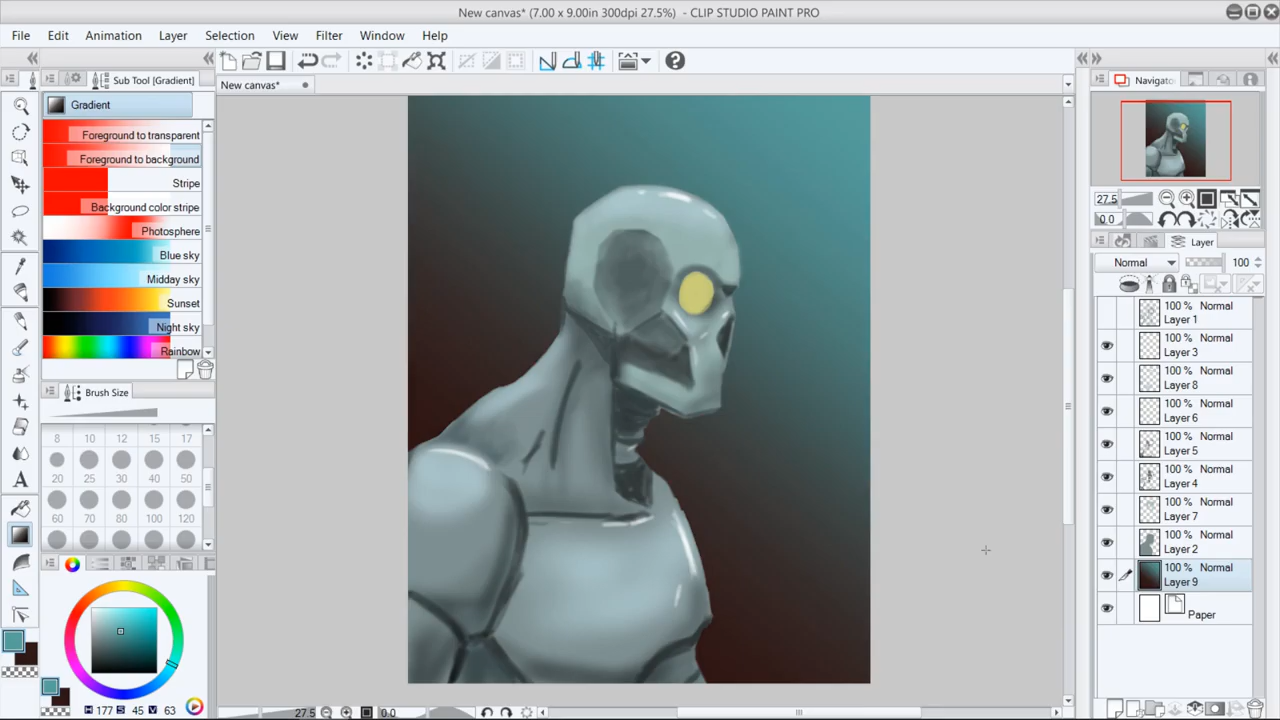 New canvas* (7.00 x 9.00in 300dpi 27.5%) - CLIP STUDIO PAINT PRO
File Edit Animation Layer Selection View Filter Window Help
Sub Tool [Gradient]
New canvas*
Navigator
Gradient
Foreground to transparent
Foreground to background
Stripe
Background color stripe
Photosphere
Blue sky
Midday sky
Sunset
Night sky
Rainbow
Brush Size
8 10 12 15 17
20 25 30 40 50
60 70 80 100 120
H 177 S 45 V 63
27.5 0.0
27.5
0.0
Layer
Normal 100
100 % Normal
Layer 1
100 % Normal
Layer 3
100 % Normal
Layer 8
100 % Normal
Layer 6
100 % Normal
Layer 5
100 % Normal
Layer 4
100 % Normal
Layer 7
100 % Normal
Layer 2
100 % Normal
Layer 9
Paper